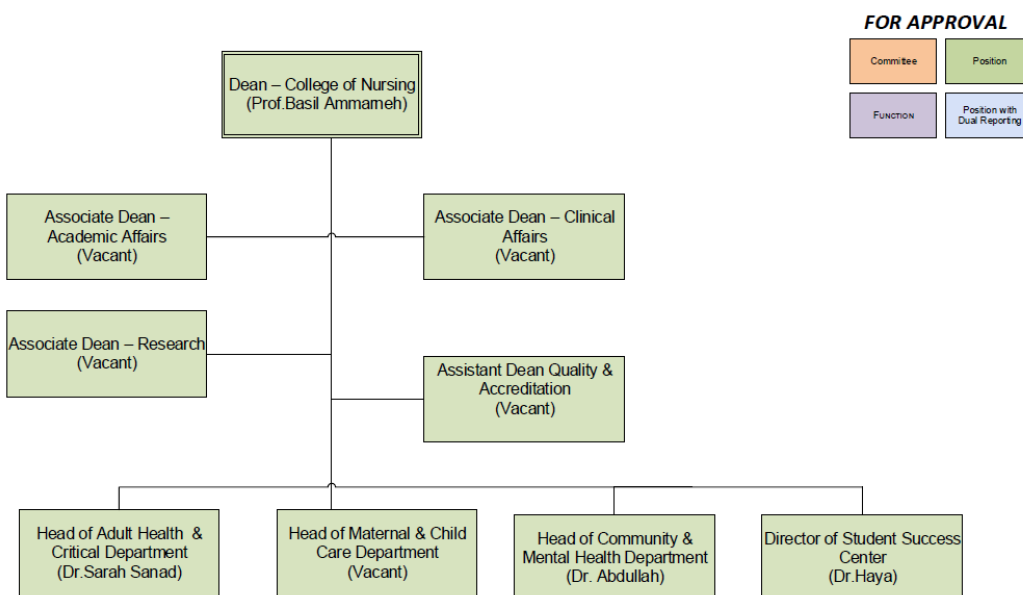 FOR APPROVAL
Committee
Position
FUNCTION
Position with
Dual Reporting
Dean – College of Nursing
(Prof.Basil Ammameh)
Associate Dean –
Academic Affairs
(Vacant)
Associate Dean – Clinical
Affairs
(Vacant)
Associate Dean – Research
(Vacant)
Assistant Dean Quality &
Accreditation
(Vacant)
Head of Adult Health &
Critical Department
(Dr.Sarah Sanad)
Head of Maternal & Child
Care Department
(Vacant)
Head of Community &
Mental Health Department
(Dr. Abdullah)
Director of Student Success
Center
(Dr.Haya)